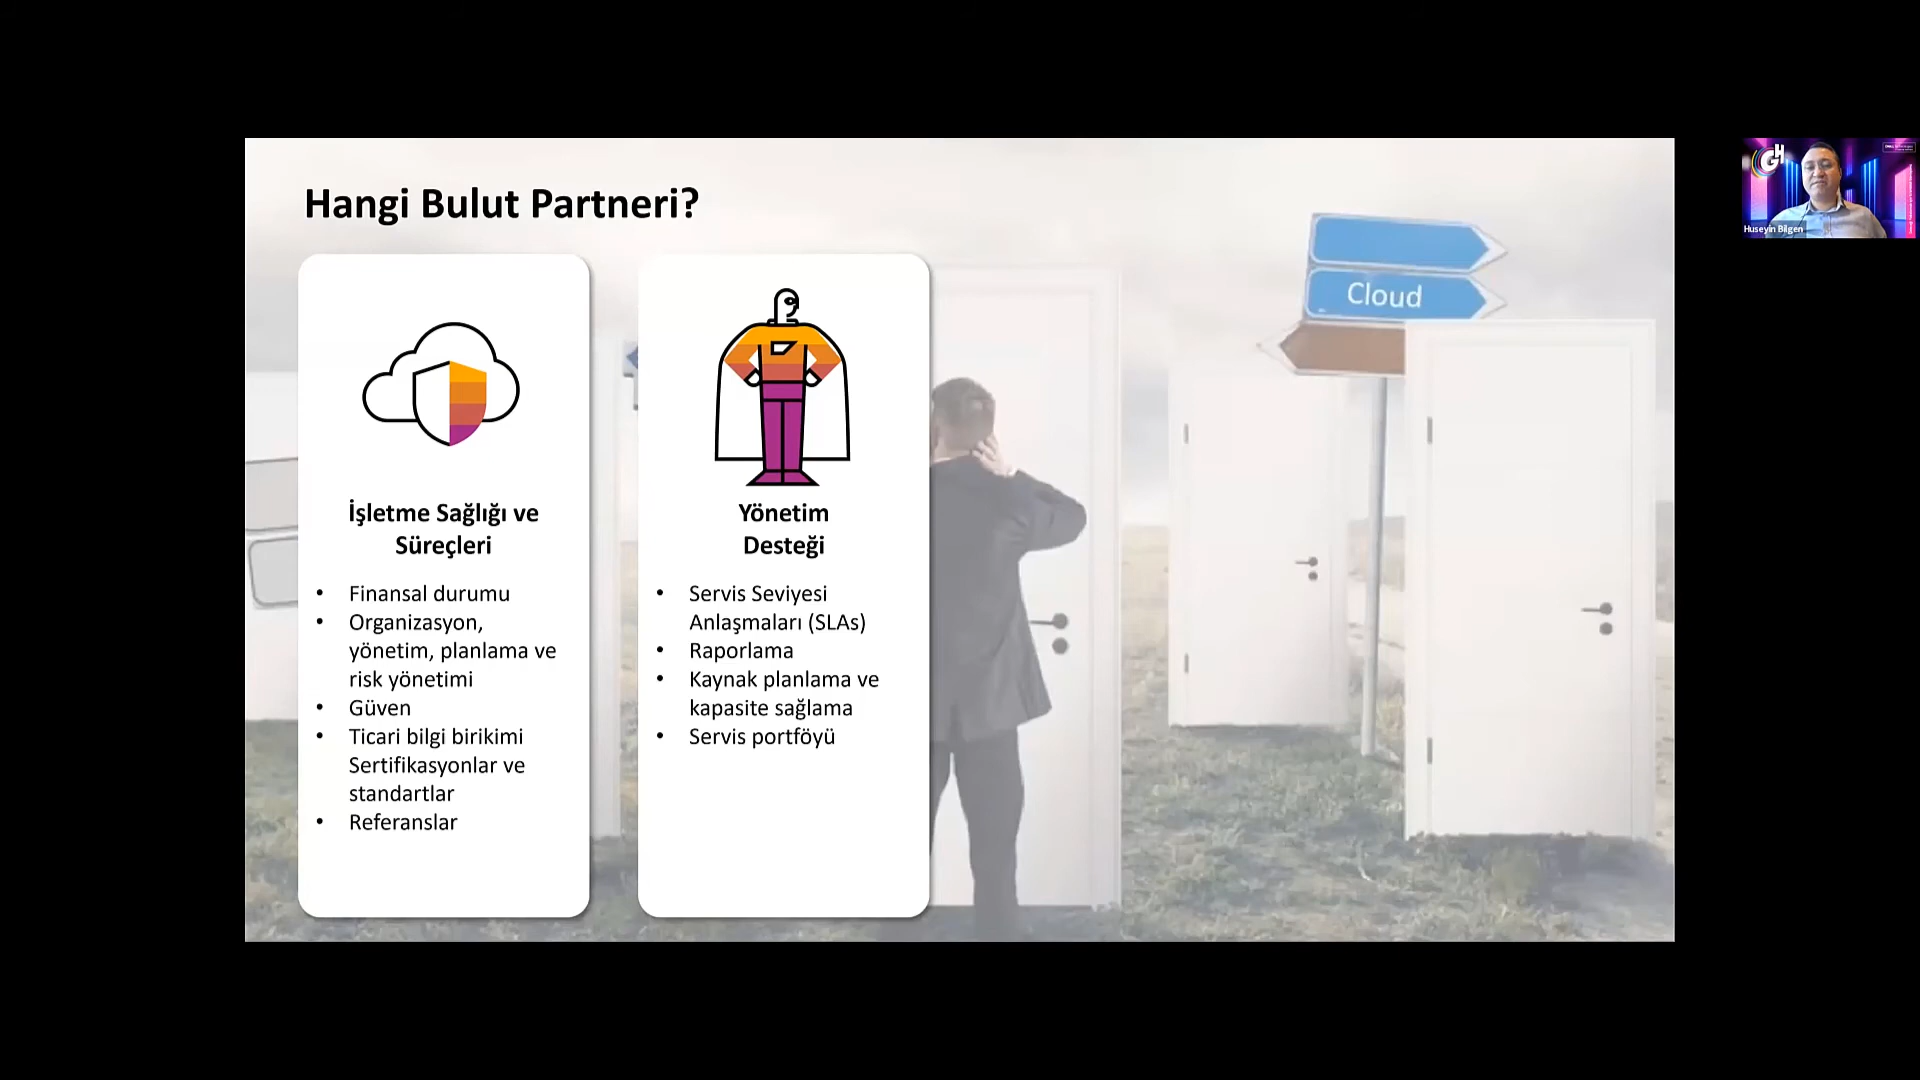 Hangi Bulut Partneri?
Cloud
İşletme Sağlığı ve
Süreçleri
• Finansal durumu
• Organizasyon,
yönetim, planlama ve
risk yönetimi
• Güven
• Ticari bilgi birikimi
Sertifikasyonlar ve
standartlar
• Referanslar
Yönetim
Desteği
• Servis Seviyesi
Anlaşmaları (SLAs)
• Raporlama
• Kaynak planlama ve
kapasite sağlama
• Servis portföyü
GH
Huseyin Bilgen